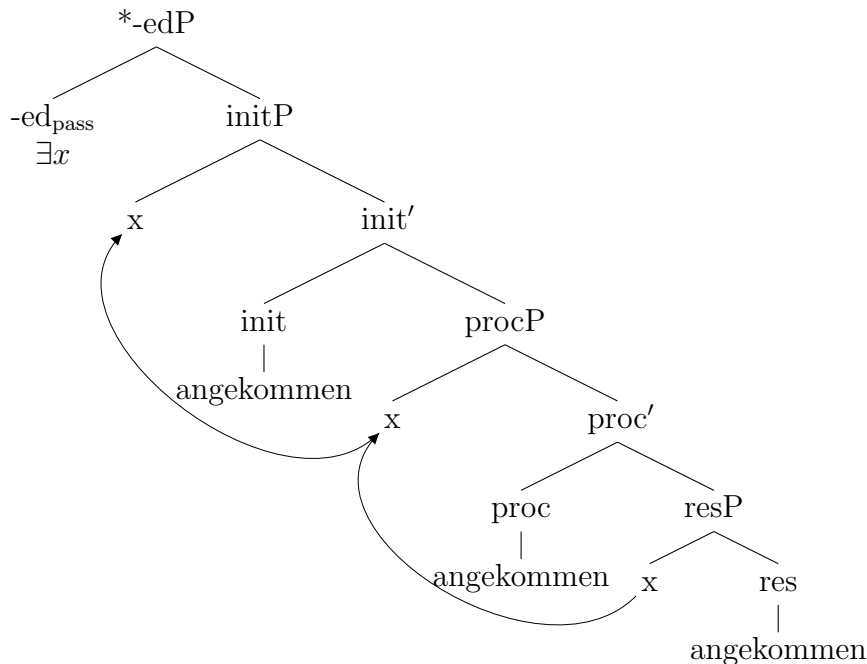 *-edP
-ed_pass initP
∃x
x init′
init procP
angekommen
x proc′
proc resP
angekommen x res
angekommen